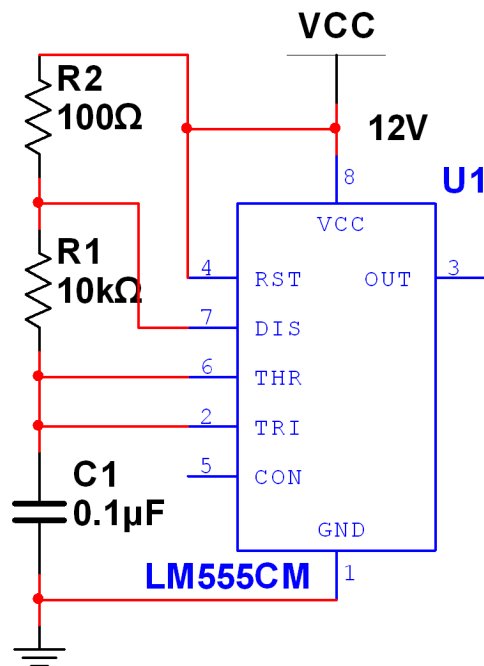 VCC
R2
100Ω
12V
8
U1
VCC
R1
10kΩ
4
RST
OUT
3
7
DIS
6
THR
2
TRI
5
CON
C1
0.1µF
GND
LM555CM
1